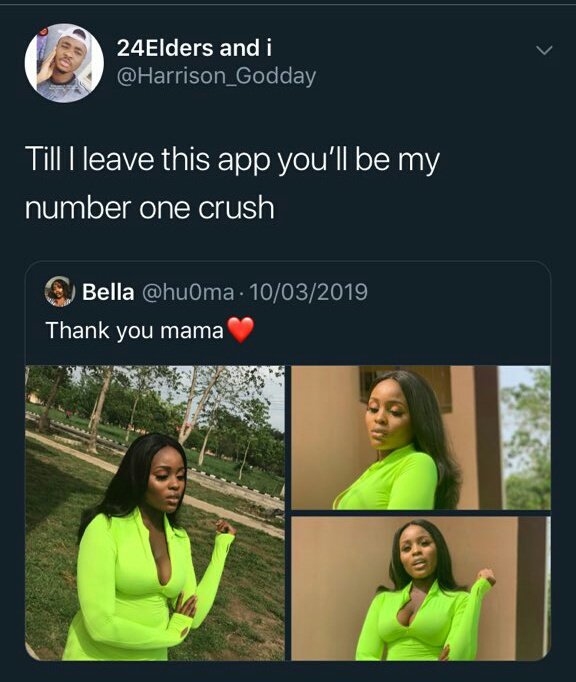 24Elders and i
@Harrison_Godday
Till I leave this app you'll be my
number one crush
Bella @hu0ma · 10/03/2019
Thank you mama❤️